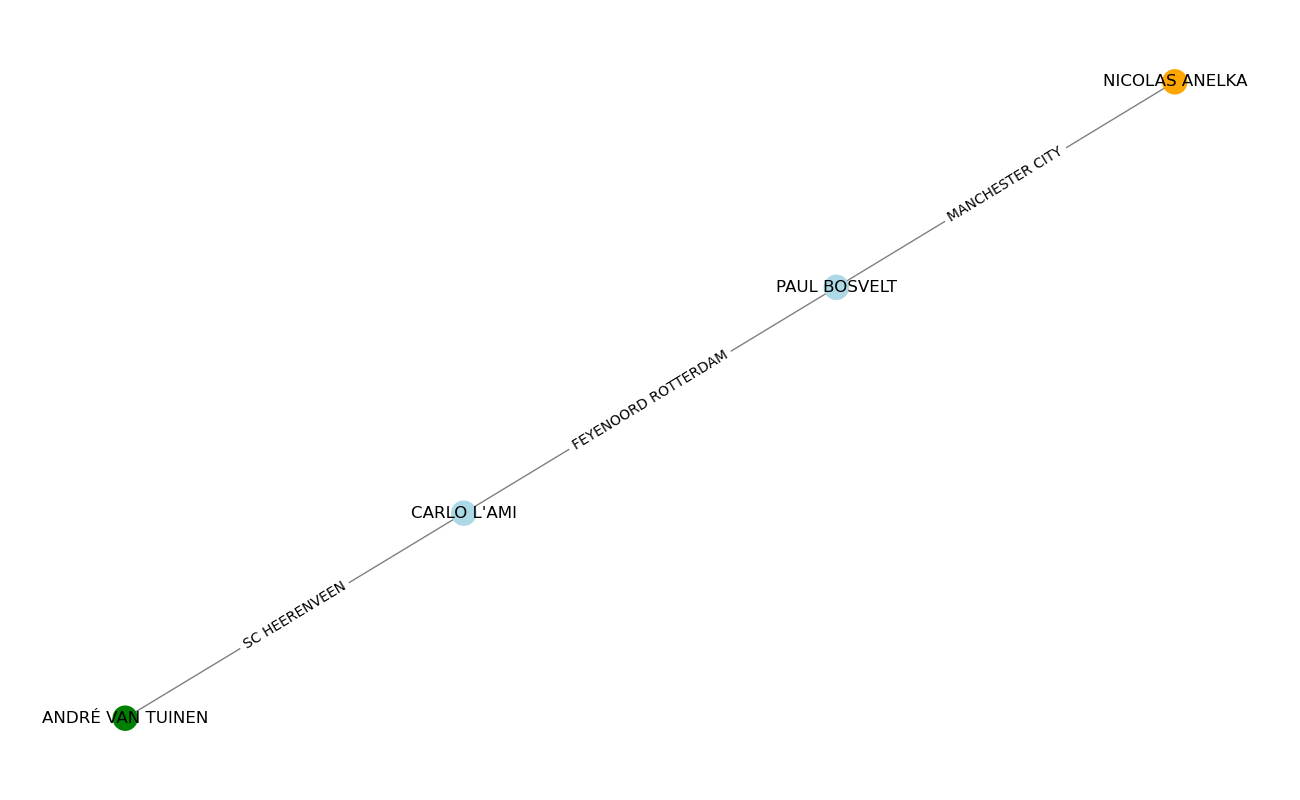 NICOLAS ANELKA
MANCHESTER CITY
PAUL BOSVELT
FEYENOORD ROTTERDAM
CARLO L'AMI
SC HEERENVEEN
ANDRÉ VAN TUINEN